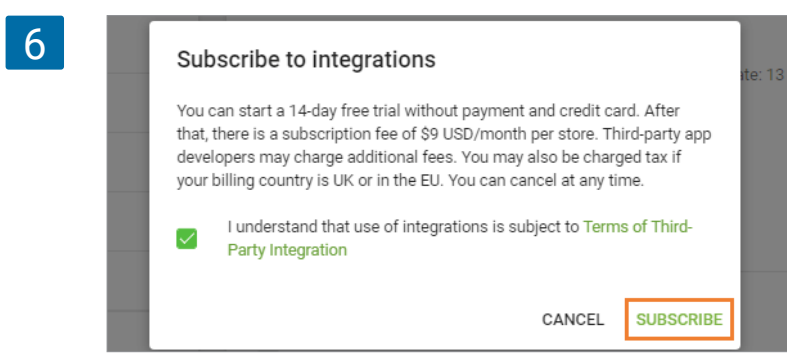 6
Subscribe to integrations
ate: 13
You can start a 14-day free trial without payment and credit card. After
that, there is a subscription fee of $9 USD/month per store. Third-party app
developers may charge additional fees. You may also be charged tax if
your billing country is UK or in the EU. You can cancel at any time.
I understand that use of integrations is subject to Terms of Third-
Party Integration
CANCEL SUBSCRIBE